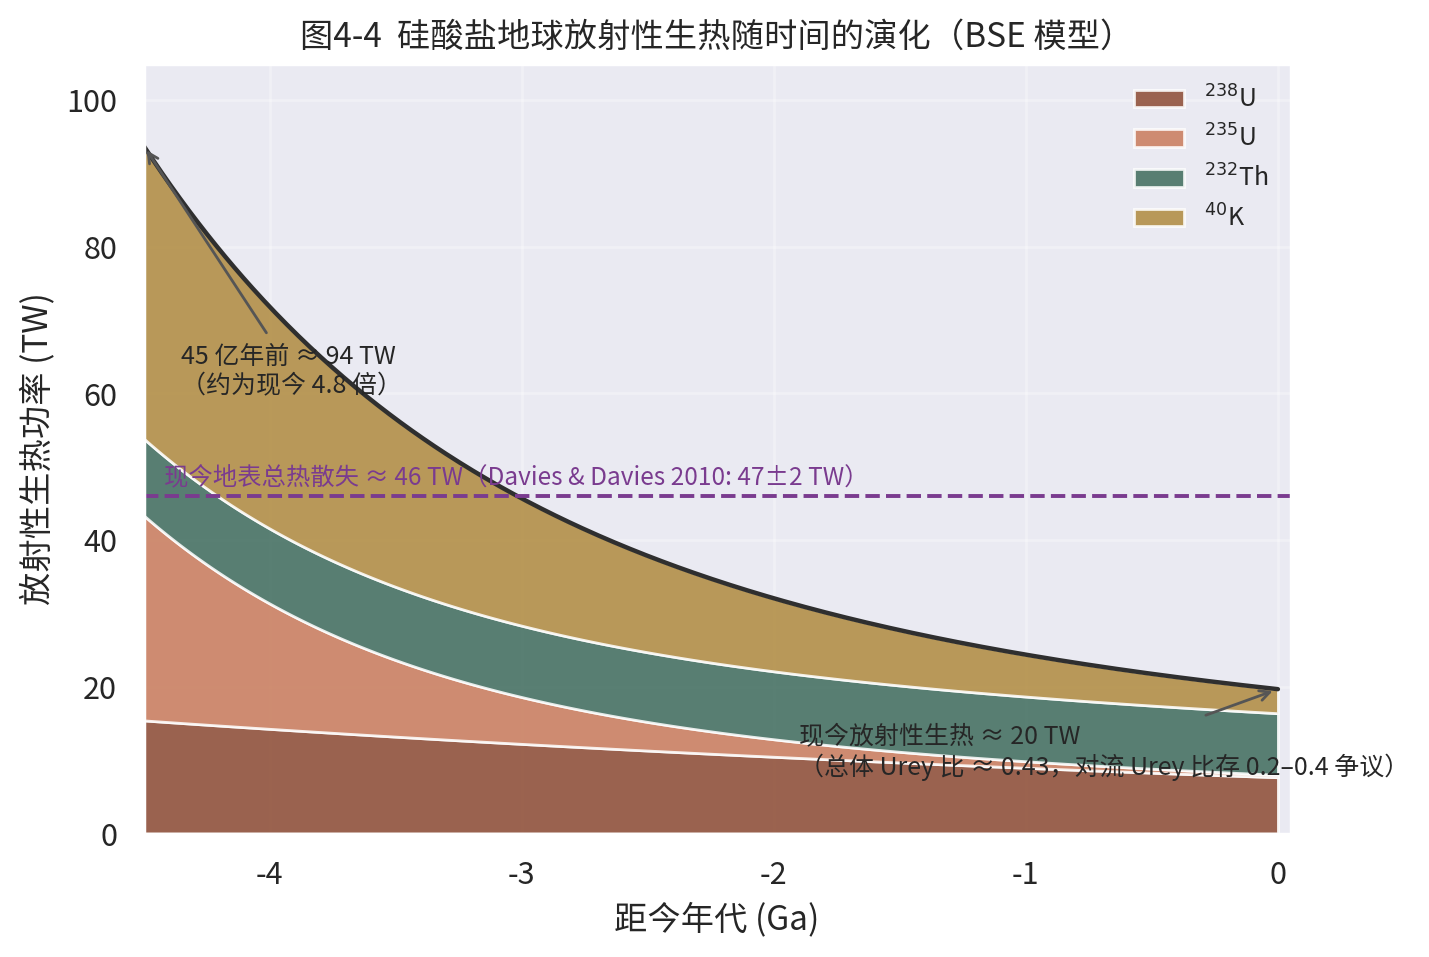 图4-4 硅酸盐地球放射性生热随时间的演化（BSE 模型）
放射性生热功率 (TW)
100
80
60
40
20
0
²³⁸U
²³⁵U
²³²Th
⁴⁰K
45 亿年前 ≈ 94 TW
（约为现今 4.8 倍）
现今地表总热散失 ≈ 46 TW（Davies & Davies 2010: 47±2 TW）
现今放射性生热 ≈ 20 TW
（总体 Urey 比 ≈ 0.43，对流 Urey 比存 0.2–0.4 争议）
-4
-3
-2
-1
0
距今年代 (Ga)